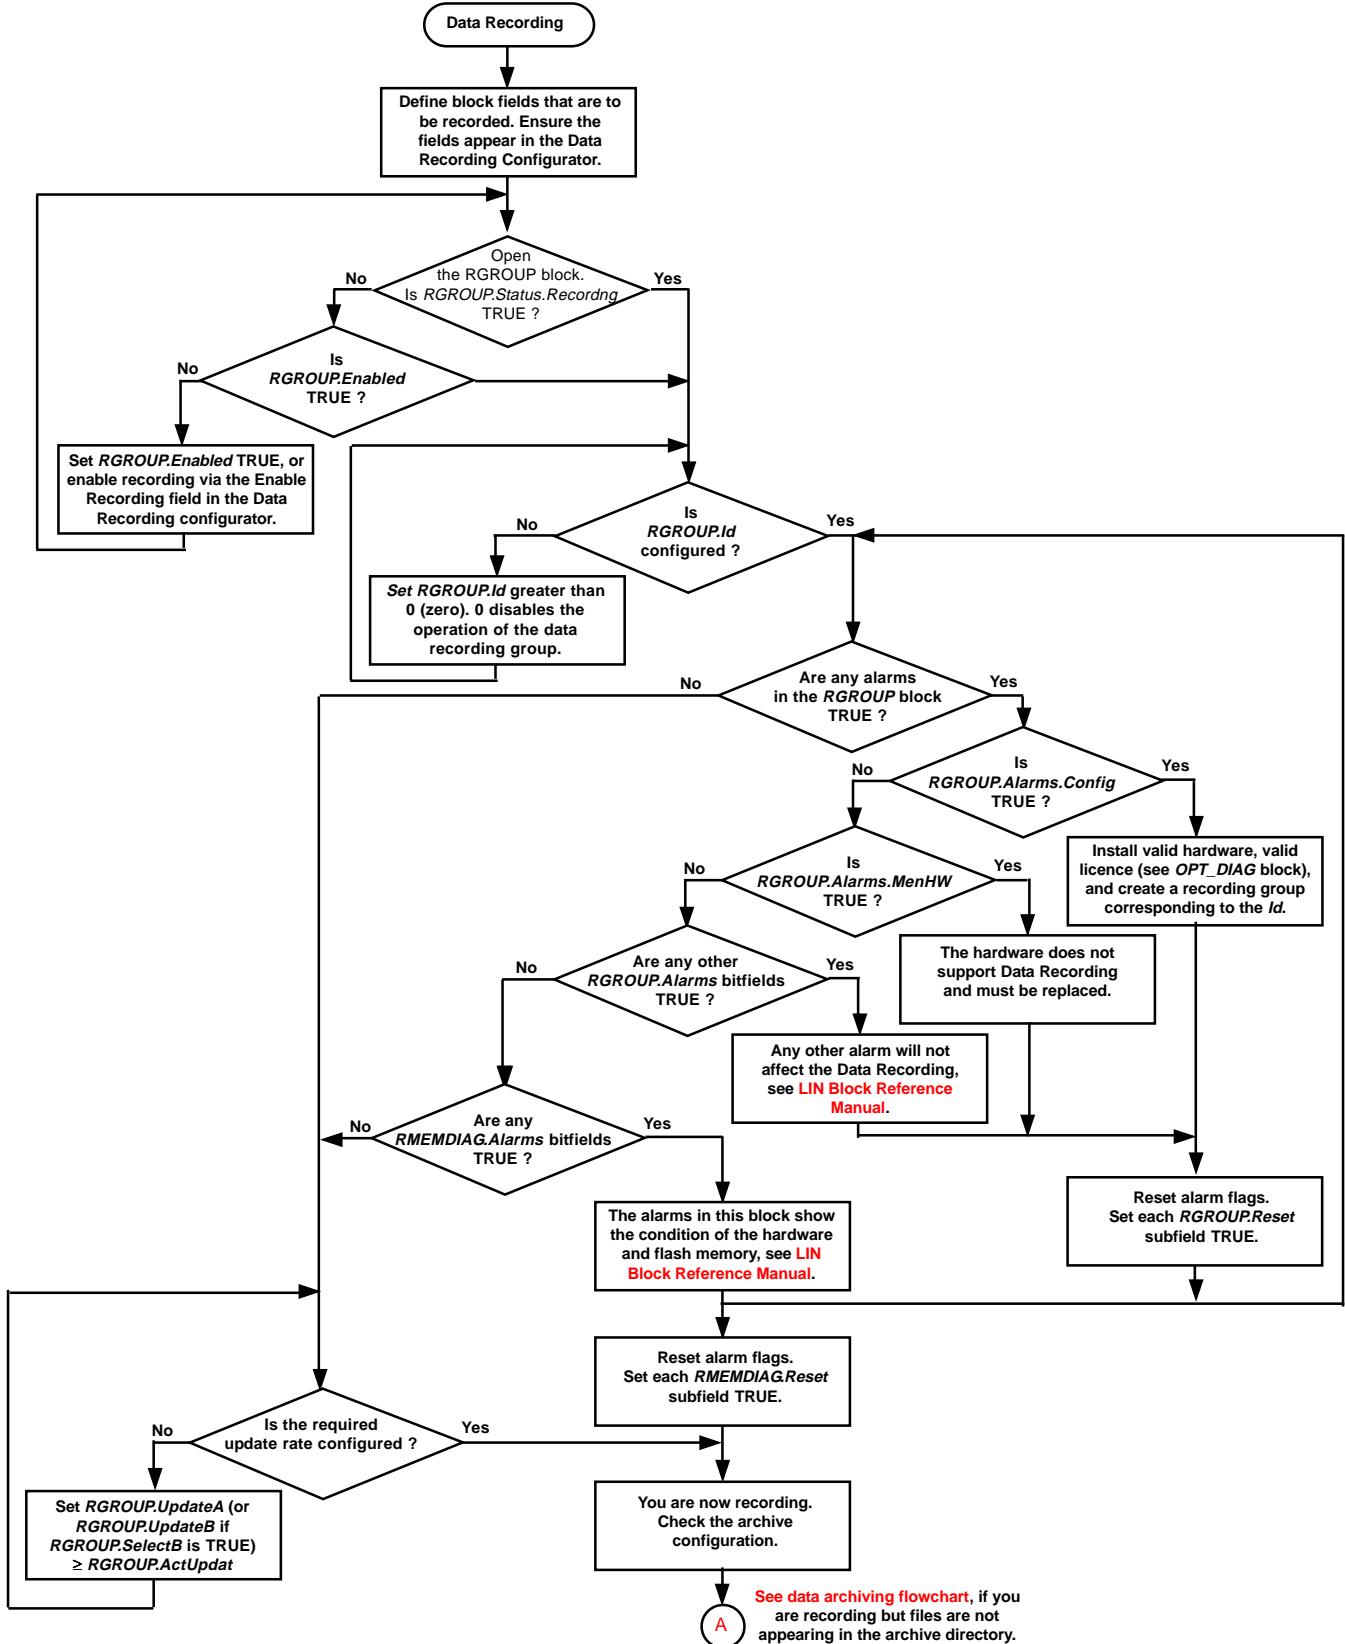 Data Recording
Define block fields that are to
be recorded. Ensure the
fields appear in the Data
Recording Configurator.
Open
the RGROUP block.
Is RGROUP.Status.Recordng
TRUE ?
No
Yes
Is
RGROUP.Enabled
TRUE ?
No
Set RGROUP.Enabled TRUE, or
enable recording via the Enable
Recording field in the Data
Recording configurator.
Is
RGROUP.Id
configured ?
No
Yes
Set RGROUP.Id greater than
0 (zero). 0 disables the
operation of the data
recording group.
Are any alarms
in the RGROUP block
TRUE ?
No
Yes
Is
RGROUP.Alarms.Config
TRUE ?
No
Yes
Install valid hardware, valid
licence (see OPT_DIAG block),
and create a recording group
corresponding to the Id.
Is
RGROUP.Alarms.MenHW
TRUE ?
No
Yes
The hardware does not
support Data Recording
and must be replaced.
Are any other
RGROUP.Alarms bitfields
TRUE ?
No
Yes
Any other alarm will not
affect the Data Recording,
see LIN Block Reference
Manual.
Are any
RMEMDIAG.Alarms bitfields
TRUE ?
No
Yes
The alarms in this block show
the condition of the hardware
and flash memory, see LIN
Block Reference Manual.
Reset alarm flags.
Set each RGROUP.Reset
subfield TRUE.
Reset alarm flags.
Set each RMEMDIAG.Reset
subfield TRUE.
Is the required
update rate configured ?
No
Yes
Set RGROUP.UpdateA (or
RGROUP.UpdateB if
RGROUP.SelectB is TRUE)
≥ RGROUP.ActUpdat
You are now recording.
Check the archive
configuration.
A
See data archiving flowchart, if you
are recording but files are not
appearing in the archive directory.